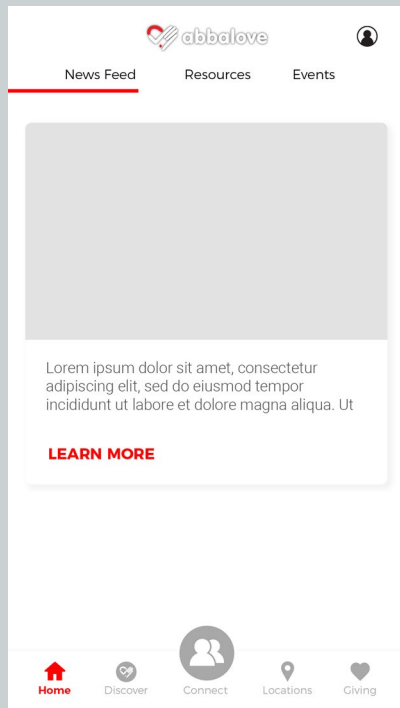 abbalove
News Feed Resources Events
Lorem ipsum dolor sit amet, consectetur
adipiscing elit, sed do eiusmod tempor
incididunt ut labore et dolore magna aliqua. Ut
LEARN MORE
Home Discover Connect Locations Giving